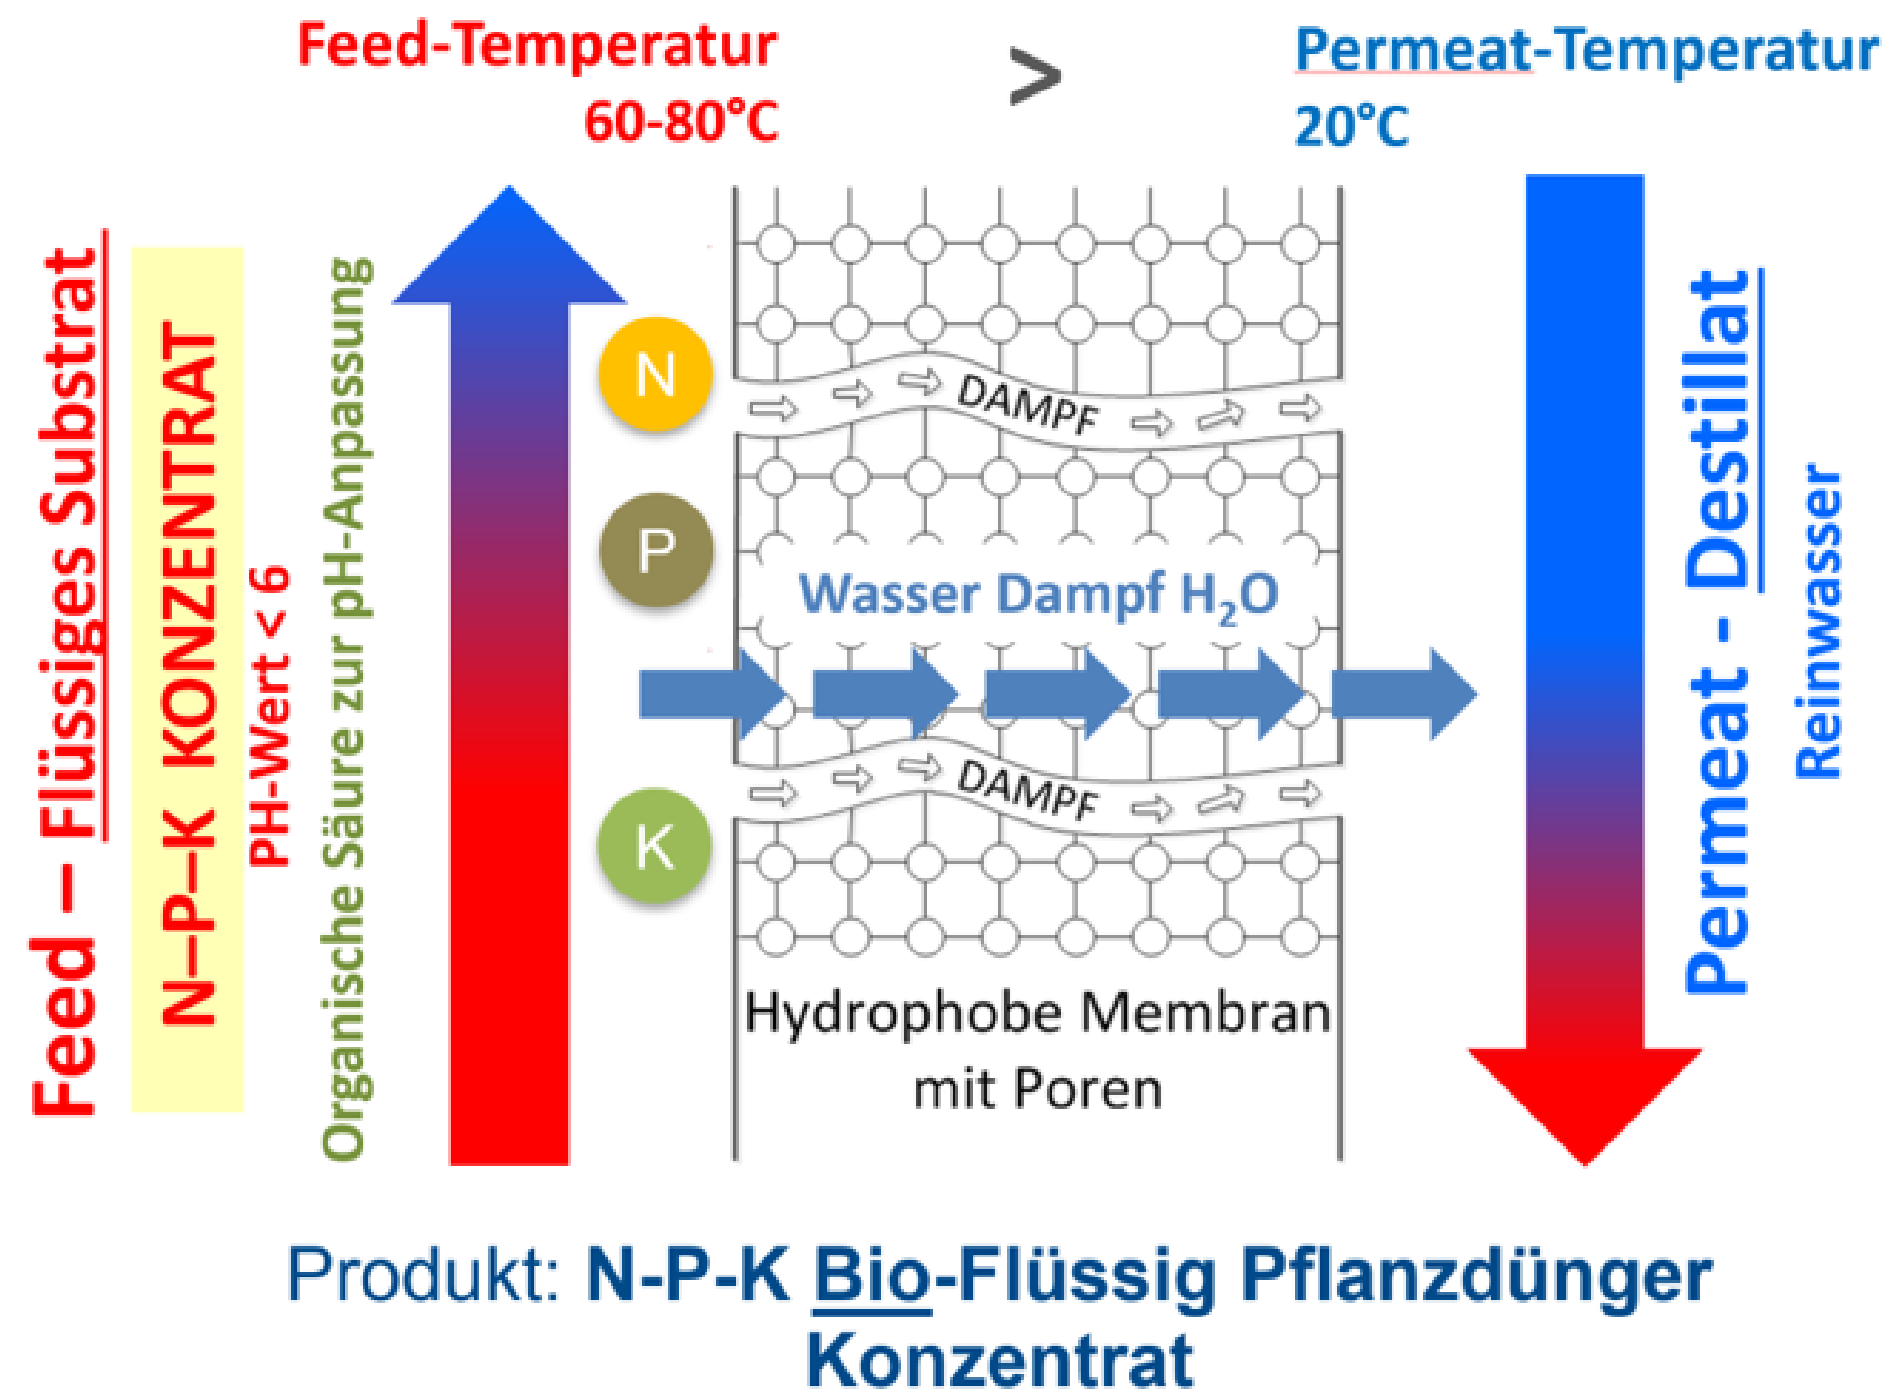 Feed-Temperatur
60-80°C
>
Permeat-Temperatur
20°C
Feed – Flüssiges Substrat
N–P–K KONZENTRAT
PH-Wert < 6
Organische Säure zur pH-Anpassung
N
DAMPF
P
Wasser Dampf H₂O
DAMPF
K
Hydrophobe Membran
mit Poren
Permeat - Destillat
Reinwasser
Produkt: N-P-K Bio-Flüssig Pflanzdünger
Konzentrat